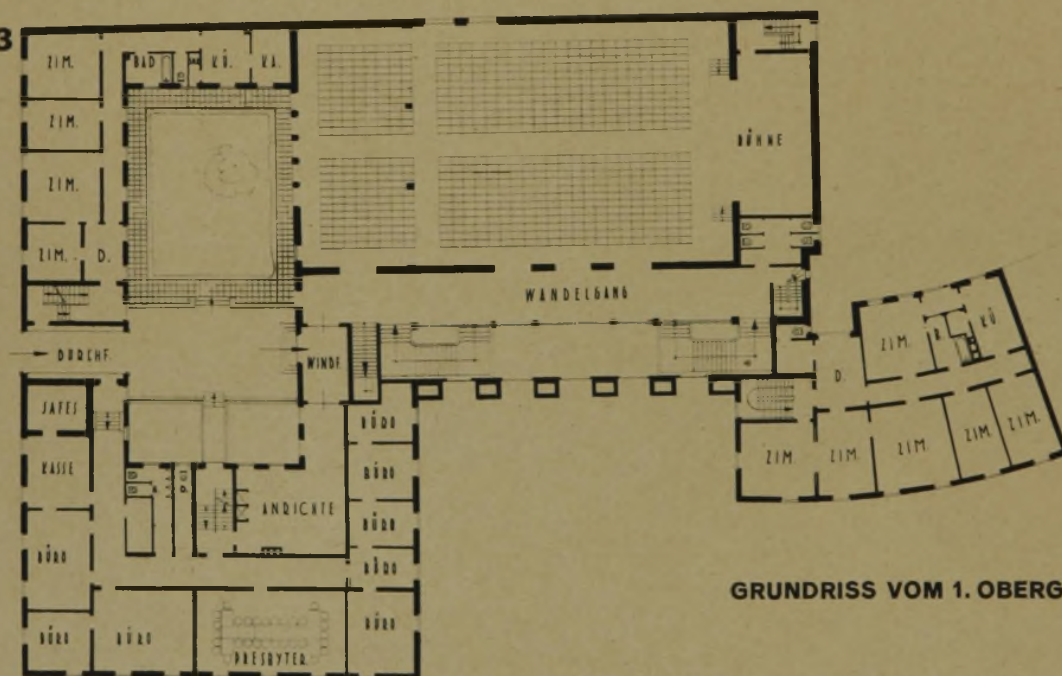 3
ZIM.
BAD
KÜ.
KA.
ZIM.
BÜHNE
ZIM.
ZIM.
D.
WANDELGANG
ZIM.
KÜ.
DURCHF.
WINDF.
D.
SAFES
BÜRO
ZIM.
ZIM.
ZIM.
ZIM.
ZIM.
KASSE
BÜRO
ANRICHTE
BÜRO
BÜRO
BÜRO
BÜRO
BÜRO
BÜRO
PRESBYTER.
BÜRO
GRUNDRISS VOM 1. OBERG